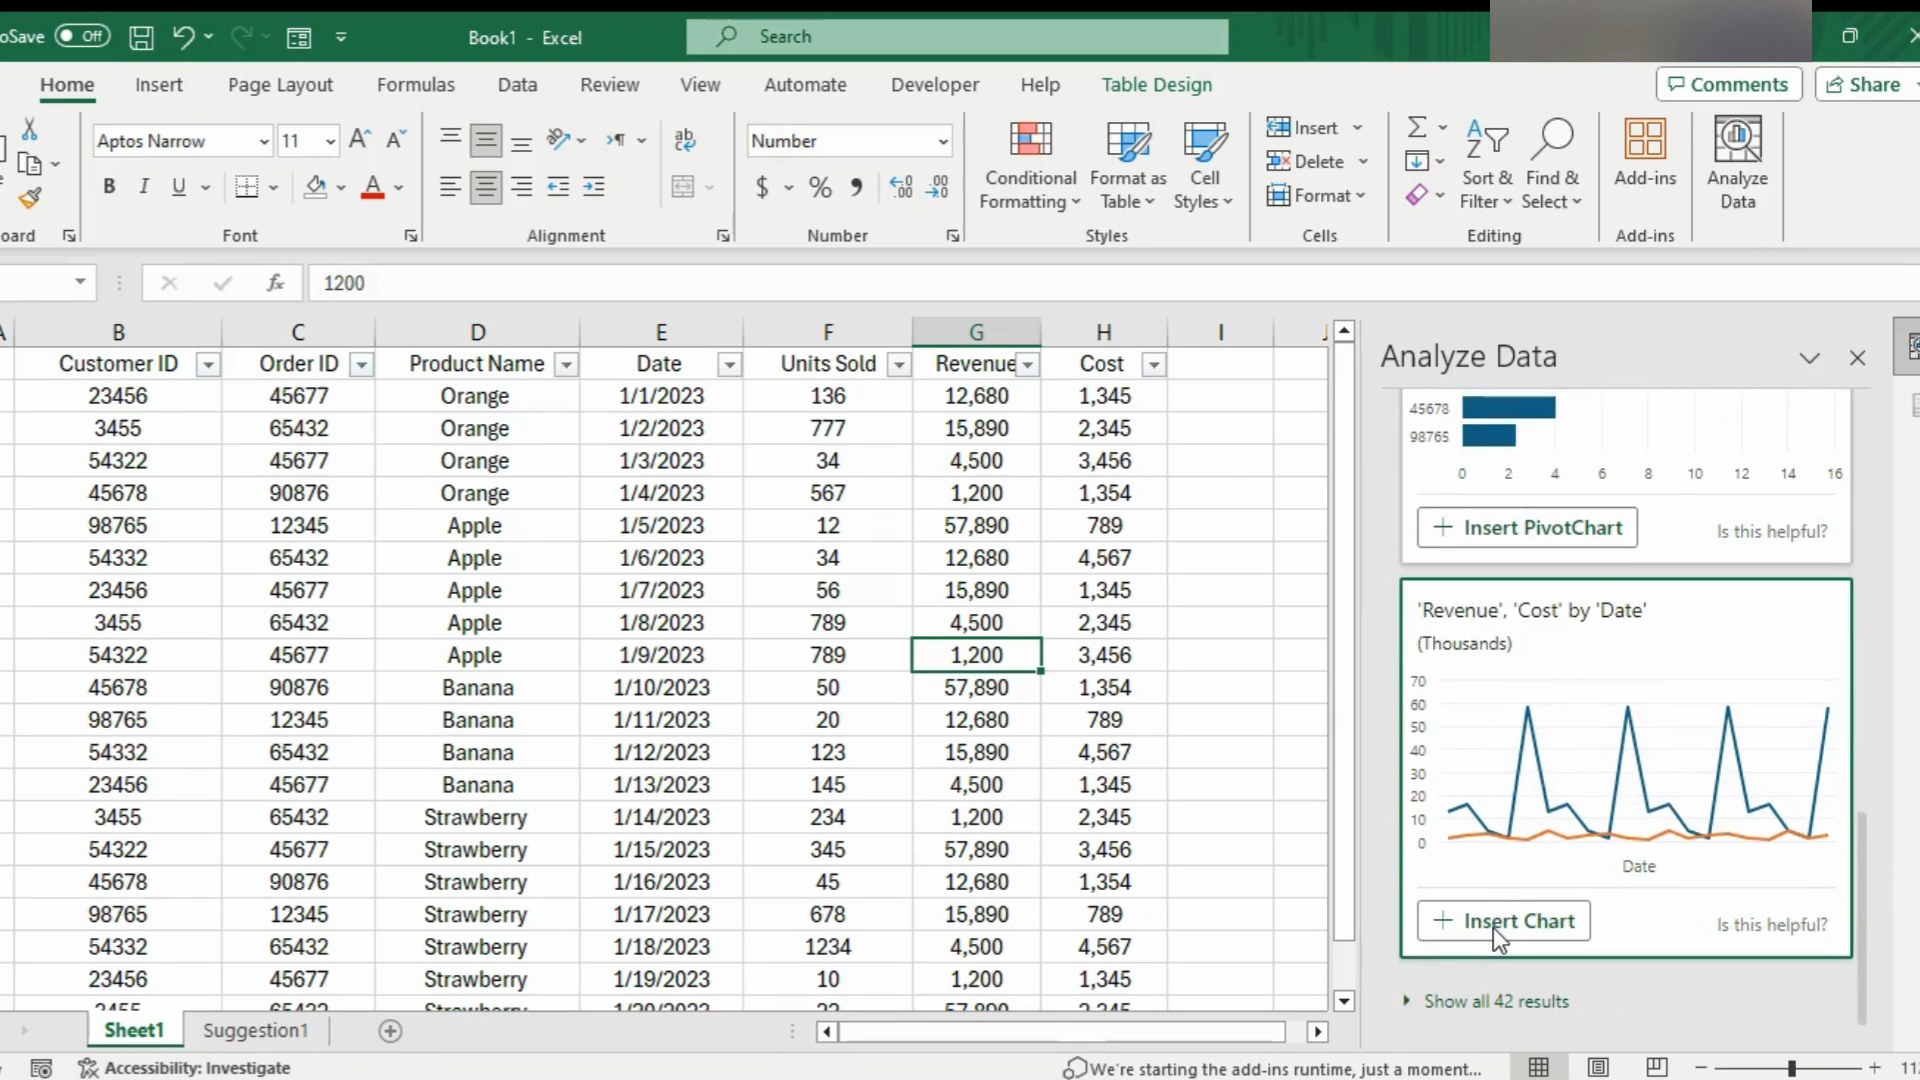 oSave Off Book1 - Excel Search
Home Insert Page Layout Formulas Data Review View Automate Developer Help Table Design Comments Share
Aptos Narrow 11 Number Insert
Delete
Format
Conditional Formatting Format as Table Cell Styles Sort & Filter Find & Select Add-ins Analyze Data
B I U A $ %
oard Font Alignment Number Styles Cells Editing Add-ins
fx 1200
A B C D E F G H I J
Customer ID Order ID Product Name Date Units Sold Revenue Cost
23456 45677 Orange 1/1/2023 136 12,680 1,345
3455 65432 Orange 1/2/2023 777 15,890 2,345
54322 45677 Orange 1/3/2023 34 4,500 3,456
45678 90876 Orange 1/4/2023 567 1,200 1,354
98765 12345 Apple 1/5/2023 12 57,890 789
54332 65432 Apple 1/6/2023 34 12,680 4,567
23456 45677 Apple 1/7/2023 56 15,890 1,345
3455 65432 Apple 1/8/2023 789 4,500 2,345
54322 45677 Apple 1/9/2023 789 1,200 3,456
45678 90876 Banana 1/10/2023 50 57,890 1,354
98765 12345 Banana 1/11/2023 20 12,680 789
54332 65432 Banana 1/12/2023 123 15,890 4,567
23456 45677 Banana 1/13/2023 145 4,500 1,345
3455 65432 Strawberry 1/14/2023 234 1,200 2,345
54322 45677 Strawberry 1/15/2023 345 57,890 3,456
45678 90876 Strawberry 1/16/2023 45 12,680 1,354
98765 12345 Strawberry 1/17/2023 678 15,890 789
54332 65432 Strawberry 1/18/2023 1234 4,500 4,567
23456 45677 Strawberry 1/19/2023 10 1,200 1,345
Analyze Data
45678
98765
0 2 4 6 8 10 12 14 16
Insert PivotChart Is this helpful?
'Revenue', 'Cost' by 'Date'
(Thousands)
70
60
50
40
30
20
10
0
Date
Insert Chart Is this helpful?
Show all 42 results
Sheet1 Suggestion1
Accessibility: Investigate We're starting the add-ins runtime, just a moment...